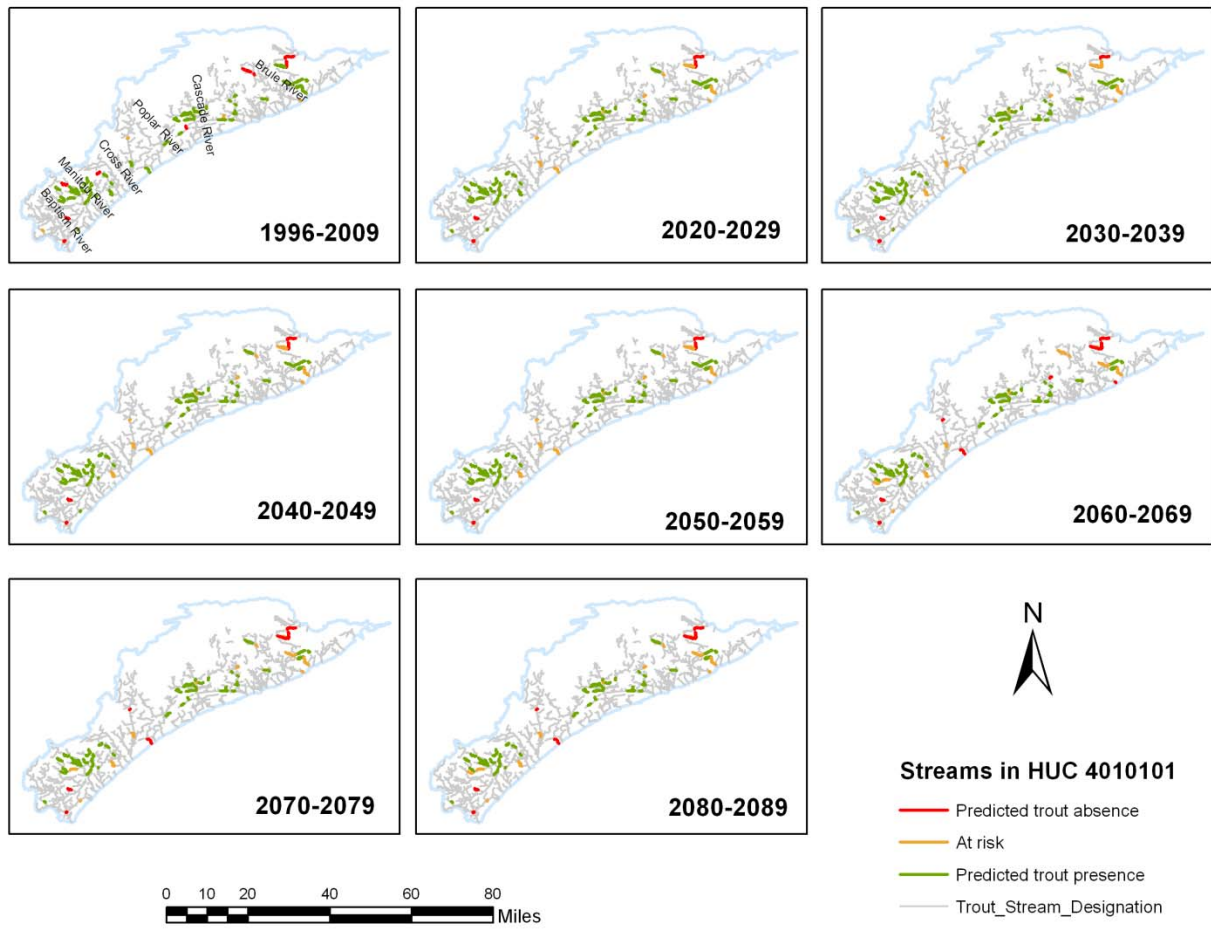 Brule River
Cascade River
Poplar River
Cross River
Manitou River
Baptism River
1996-2009
2020-2029
2030-2039
2040-2049
2050-2059
2060-2069
2070-2079
2080-2089
N
Streams in HUC 4010101
Predicted trout absence
At risk
Predicted trout presence
Trout_Stream_Designation
0 10 20 40 60 80
Miles